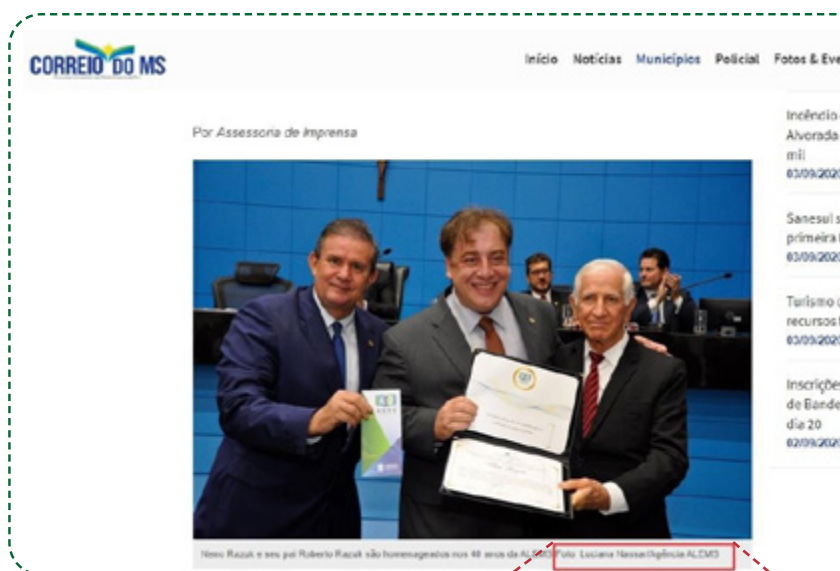 CORREIO DO MS
Início Notícias Municípios Policial Fotos & Eve
Por Assessoria de Imprensa
Incêndio
Alvorada
mil
03/09/2020
Sanesul s
primeira
03/09/2020
Turismo
recursos
03/09/2020
Inscrições
de Bande
dia 20
02/09/2020
Neno Razuk e seu pai Roberto Razuk são homenageados nos 40 anos da ALEMS Foto: Luciana Nassar/Agência ALEMS